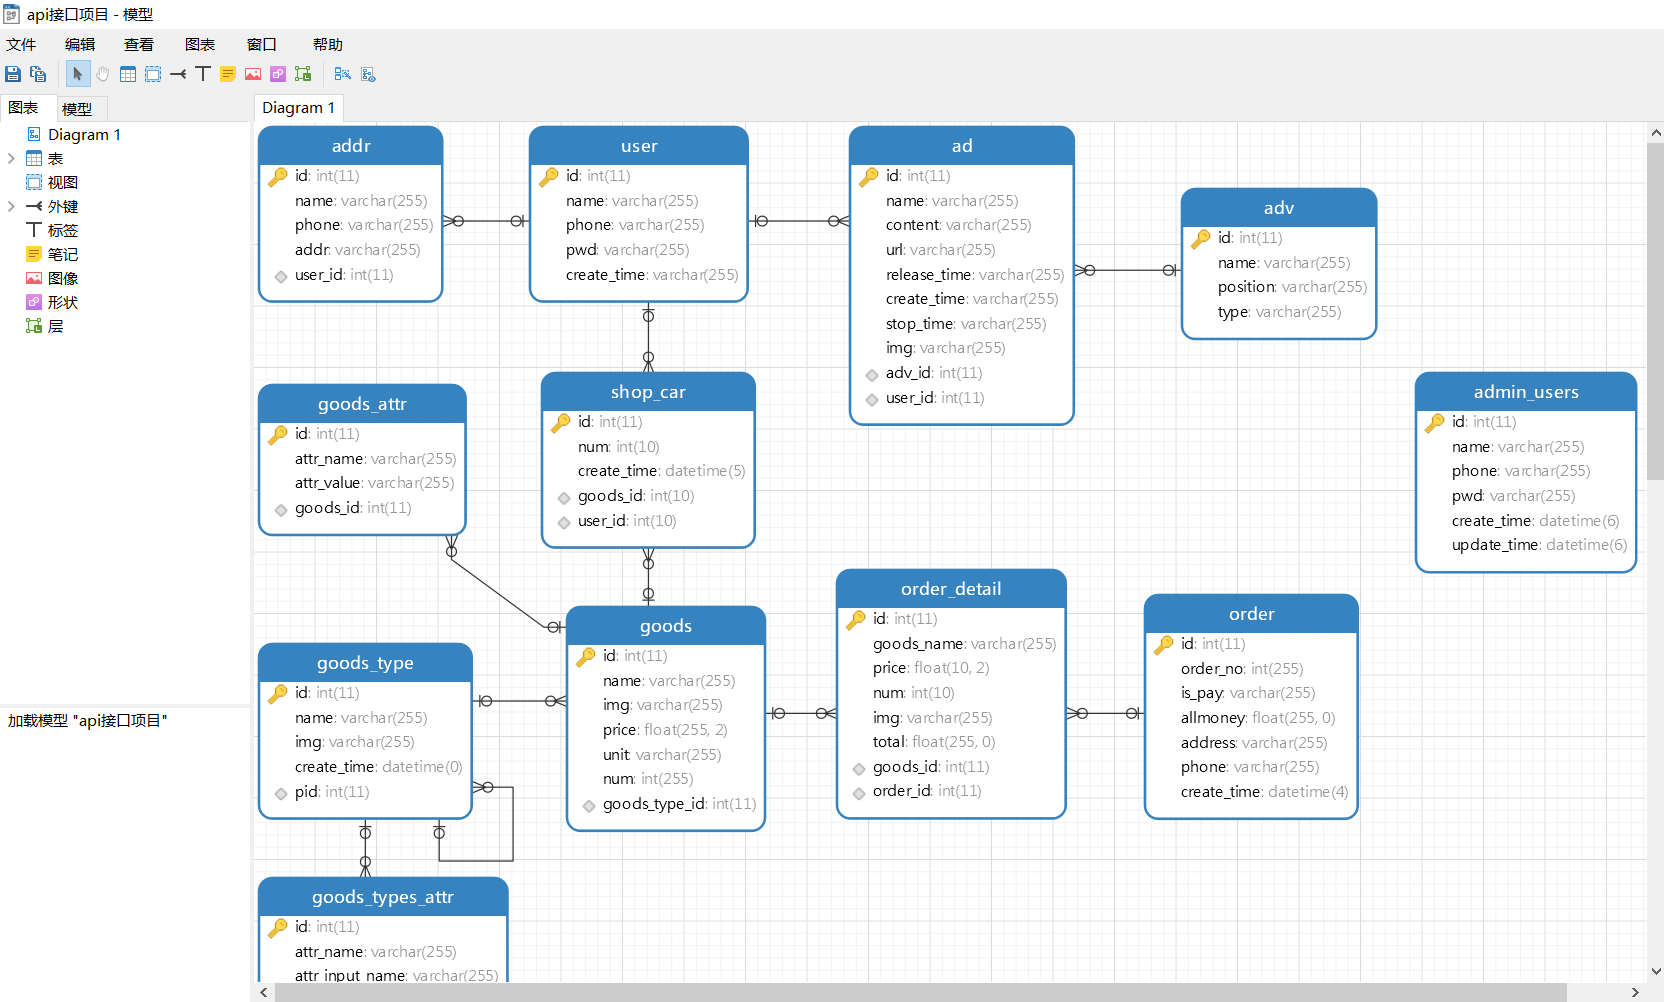 api接口项目 - 模型
文件 编辑 查看 图表 窗口 帮助
图表 模型
Diagram 1
Diagram 1
表
视图
外键
标签
笔记
图像
形状
层
加载模型 "api接口项目"
addr
id: int(11)
name: varchar(255)
phone: varchar(255)
addr: varchar(255)
user_id: int(11)
user
id: int(11)
name: varchar(255)
phone: varchar(255)
pwd: varchar(255)
create_time: varchar(255)
ad
id: int(11)
name: varchar(255)
content: varchar(255)
url: varchar(255)
release_time: varchar(255)
create_time: varchar(255)
stop_time: varchar(255)
img: varchar(255)
adv_id: int(11)
user_id: int(11)
adv
id: int(11)
name: varchar(255)
position: varchar(255)
type: varchar(255)
goods_attr
id: int(11)
attr_name: varchar(255)
attr_value: varchar(255)
goods_id: int(11)
shop_car
id: int(11)
num: int(10)
create_time: datetime(5)
goods_id: int(10)
user_id: int(10)
admin_users
id: int(11)
name: varchar(255)
phone: varchar(255)
pwd: varchar(255)
create_time: datetime(6)
update_time: datetime(6)
goods_type
id: int(11)
name: varchar(255)
img: varchar(255)
create_time: datetime(0)
pid: int(11)
goods
id: int(11)
name: varchar(255)
img: varchar(255)
price: float(255, 2)
unit: varchar(255)
num: int(255)
goods_type_id: int(11)
order_detail
id: int(11)
goods_name: varchar(255)
price: float(10, 2)
num: int(10)
img: varchar(255)
total: float(255, 0)
goods_id: int(11)
order_id: int(11)
order
id: int(11)
order_no: int(255)
is_pay: varchar(255)
allmoney: float(255, 0)
address: varchar(255)
phone: varchar(255)
create_time: datetime(4)
goods_types_attr
id: int(11)
attr_name: varchar(255)
attr_input_name: varchar(255)